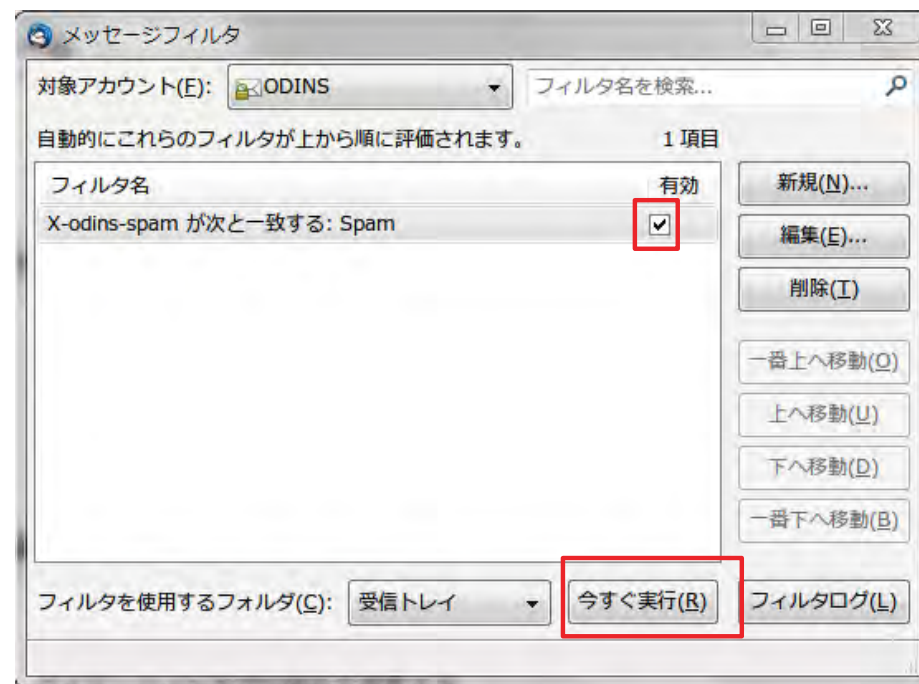 メッセージフィルタ
対象アカウント(F): ODINS フィルタ名を検索...
自動的にこれらのフィルタが上から順に評価されます。 1 項目
フィルタ名 有効
X-odins-spam が次と一致する: Spam
新規(N)...
編集(E)...
削除(T)
一番上へ移動(O)
上へ移動(U)
下へ移動(D)
一番下へ移動(B)
フィルタを使用するフォルダ(C): 受信トレイ 今すぐ実行(R) フィルタログ(L)